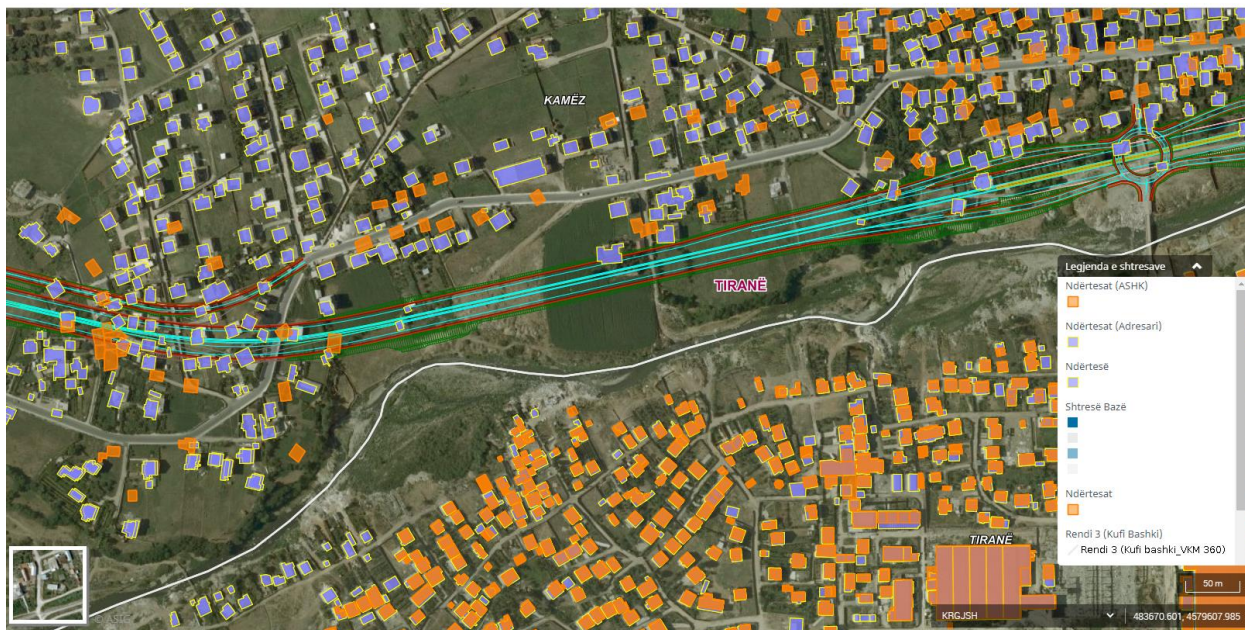 KAMËZ
TIRANË
Legjenda e shtresave
Ndërtesat (ASHK)
Ndërtesat (Adresari)
Ndërtesë
Shtresë Bazë
Ndërtesat
Rendi 3 (Kufi Bashki)
Rendi 3 (Kufi bashki_VKM 360)
TIRANË
50 m
KRGJSH
483670.601, 4579607.985